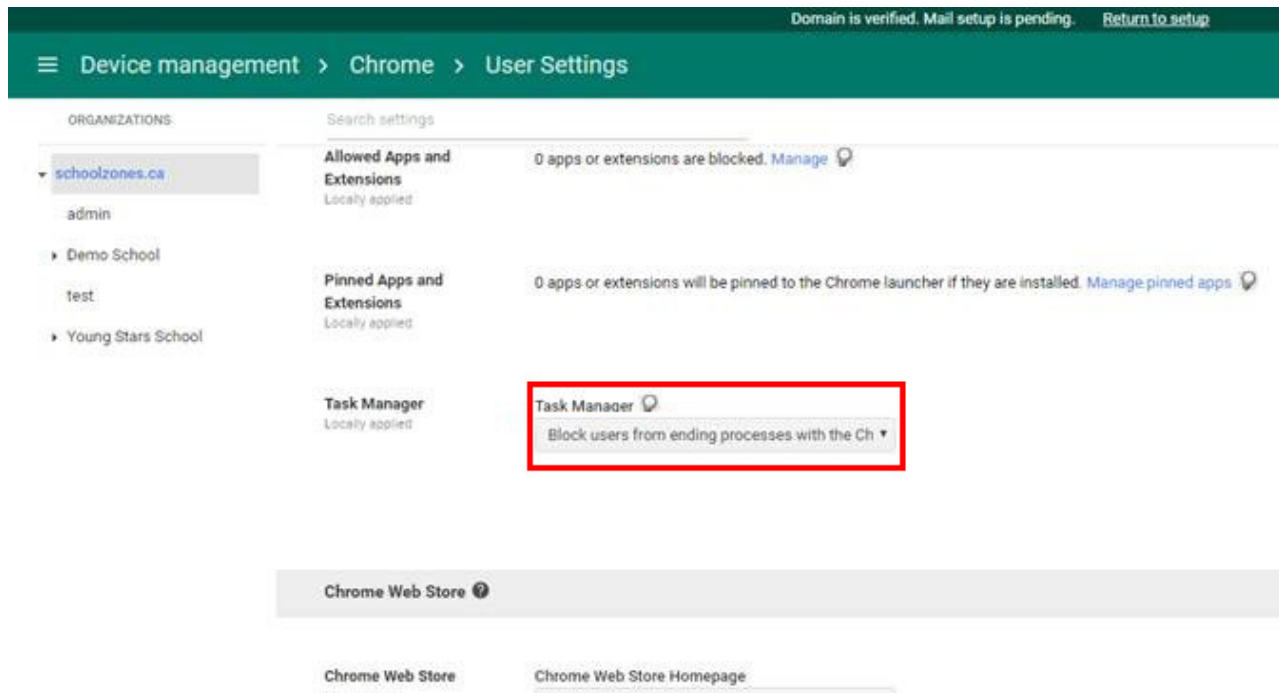 Domain is verified. Mail setup is pending. Return to setup
Device management > Chrome > User Settings
ORGANIZATIONS
Search settings
schoolzones.ca
admin
Demo School
test
Young Stars School
Allowed Apps and
Extensions
Locally applied
0 apps or extensions are blocked. Manage
Pinned Apps and
Extensions
Locally applied
0 apps or extensions will be pinned to the Chrome launcher if they are installed. Manage pinned apps
Task Manager
Locally applied
Task Manager
Block users from ending processes with the Ch
Chrome Web Store
Chrome Web Store
Chrome Web Store Homepage